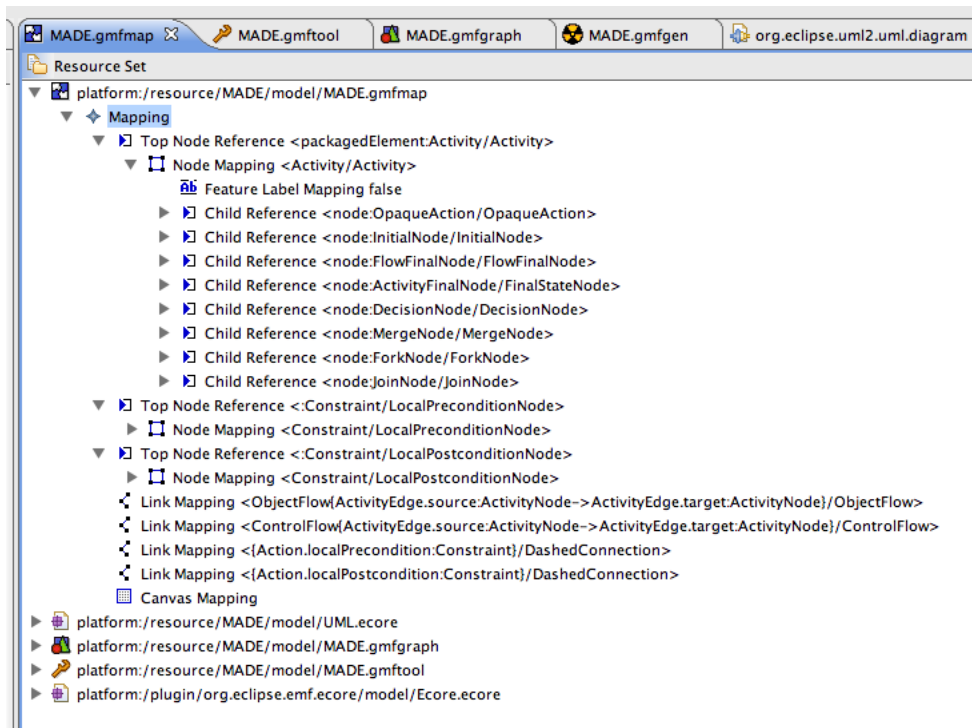 MADE.gmfmap MADE.gmftool MADE.gmfgraph MADE.gmfgen org.eclipse.uml2.uml.diagram
Resource Set
platform:/resource/MADE/model/MADE.gmfmap
Mapping
Top Node Reference <packagedElement:Activity/Activity>
Node Mapping <Activity/Activity>
Ab Feature Label Mapping false
Child Reference <node:OpaqueAction/OpaqueAction>
Child Reference <node:InitialNode/InitialNode>
Child Reference <node:FlowFinalNode/FlowFinalNode>
Child Reference <node:ActivityFinalNode/FinalStateNode>
Child Reference <node:DecisionNode/DecisionNode>
Child Reference <node:MergeNode/MergeNode>
Child Reference <node:ForkNode/ForkNode>
Child Reference <node:JoinNode/JoinNode>
Top Node Reference <:Constraint/LocalPreconditionNode>
Node Mapping <Constraint/LocalPreconditionNode>
Top Node Reference <:Constraint/LocalPostconditionNode>
Node Mapping <Constraint/LocalPostconditionNode>
Link Mapping <ObjectFlow{ActivityEdge.source:ActivityNode->ActivityEdge.target:ActivityNode}/ObjectFlow>
Link Mapping <ControlFlow{ActivityEdge.source:ActivityNode->ActivityEdge.target:ActivityNode}/ControlFlow>
Link Mapping <{Action.localPrecondition:Constraint}/DashedConnection>
Link Mapping <{Action.localPostcondition:Constraint}/DashedConnection>
Canvas Mapping
platform:/resource/MADE/model/UML.ecore
platform:/resource/MADE/model/MADE.gmfgraph
platform:/resource/MADE/model/MADE.gmftool
platform:/plugin/org.eclipse.emf.ecore/model/Ecore.ecore